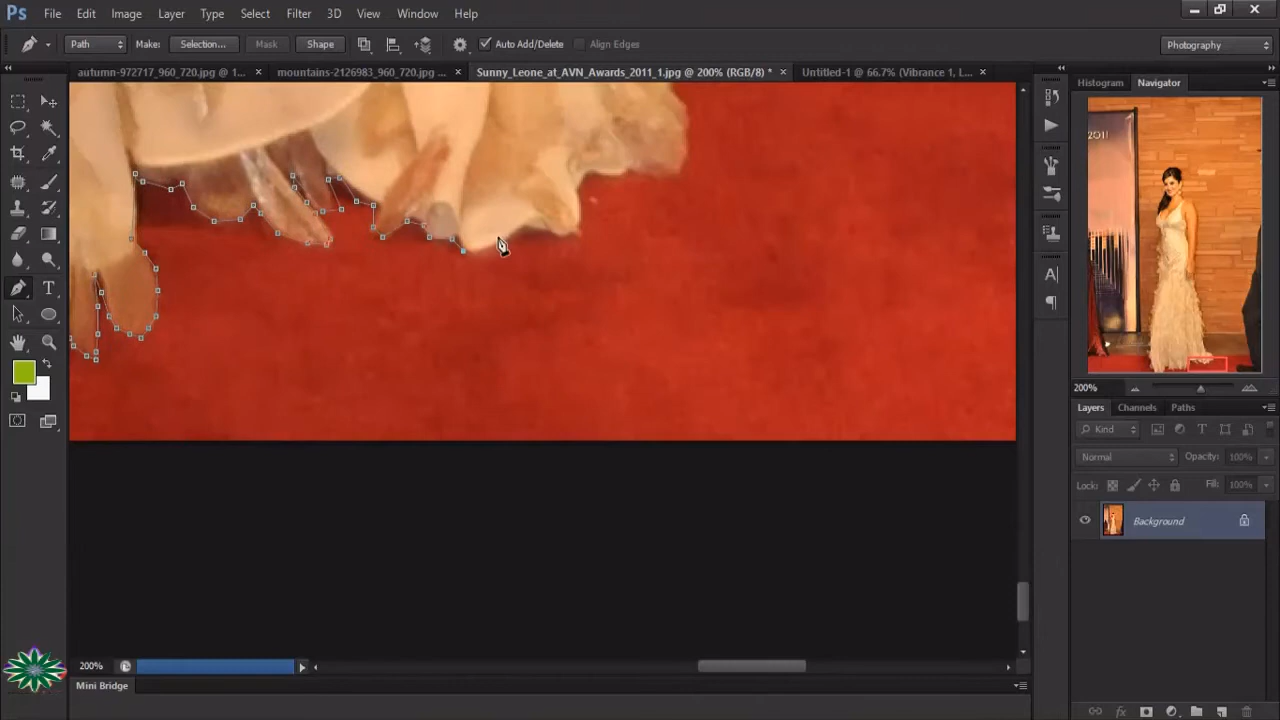 Ps File Edit Image Layer Type Select Filter 3D View Window Help
Path Make: Selection... Mask Shape Auto Add/Delete Align Edges Photography
autumn-972717_960_720.jpg @ 1... × mountains-2126983_960_720.jpg ... × Sunny_Leone_at_AVN_Awards_2011_1.jpg @ 200% (RGB/8) * × Untitled-1 @ 66.7% (Vibrance 1, L... ×
Histogram Navigator
2011
200%
Layers Channels Paths
Kind
Normal Opacity: 100%
Lock: Fill: 100%
Background
200%
Mini Bridge